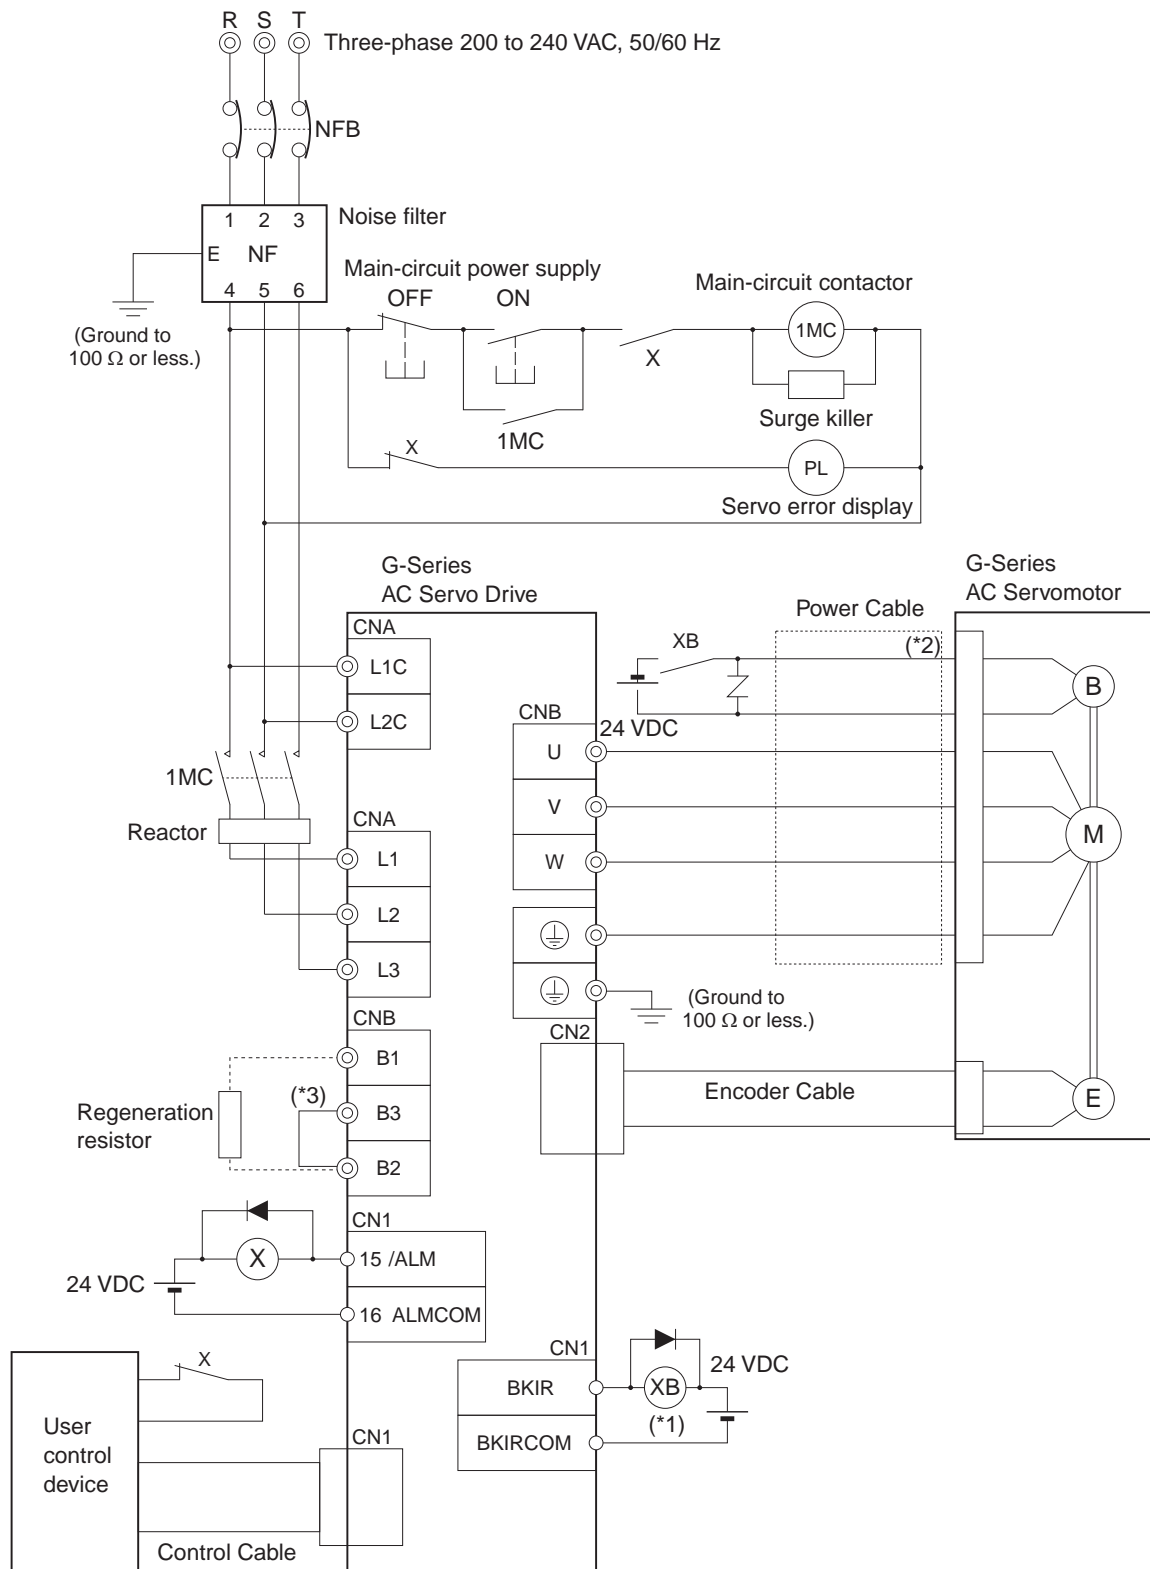 R S T
Three-phase 200 to 240 VAC, 50/60 Hz
NFB
1 2 3
Noise filter
E NF
4 5 6
(Ground to
100 Ω or less.)
Main-circuit power supply
OFF ON
Main-circuit contactor
1MC
X
Surge killer
1MC
X
PL
Servo error display
G-Series
AC Servo Drive
G-Series
AC Servomotor
Power Cable
CNA
L1C
L2C
XB
(*2)
B
24 VDC
CNB
U
V
W
M
1MC
Reactor
CNA
L1
L2
L3
(Ground to
100 Ω or less.)
CNB
B1
B3
B2
(*3)
Regeneration
resistor
CN2
Encoder Cable
E
CN1
15 /ALM
16 ALMCOM
X
24 VDC
CN1
BKIR
BKIRCOM
XB
(*1)
24 VDC
X
User
control
device
CN1
Control Cable